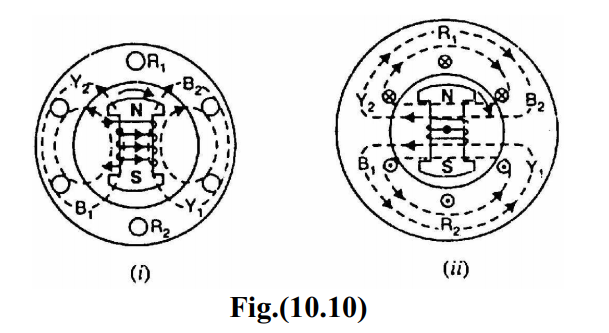 R1
Y2
B2
N
S
B1
Y1
R2
(i)
R1
N
Y2
B2
B1
S
Y1
R2
(ii)
Fig.(10.10)